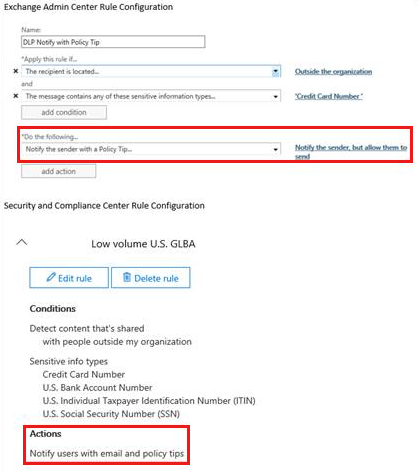 Exchange Admin Center Rule Configuration
Name:
DLP Notify with Policy Tip
*Apply this rule if...
The recipient is located... Outside the organization
and
The message contains any of these sensitive information types... 'Credit Card Number '
add condition
*Do the following...
Notify the sender with a Policy Tip... Notify the sender, but allow them to
send
add action
Security and Compliance Center Rule Configuration
Low volume U.S. GLBA
Edit rule Delete rule
Conditions
Detect content that's shared
with people outside my organization
Sensitive info types
Credit Card Number
U.S. Bank Account Number
U.S. Individual Taxpayer Identification Number (ITIN)
U.S. Social Security Number (SSN)
Actions
Notify users with email and policy tips